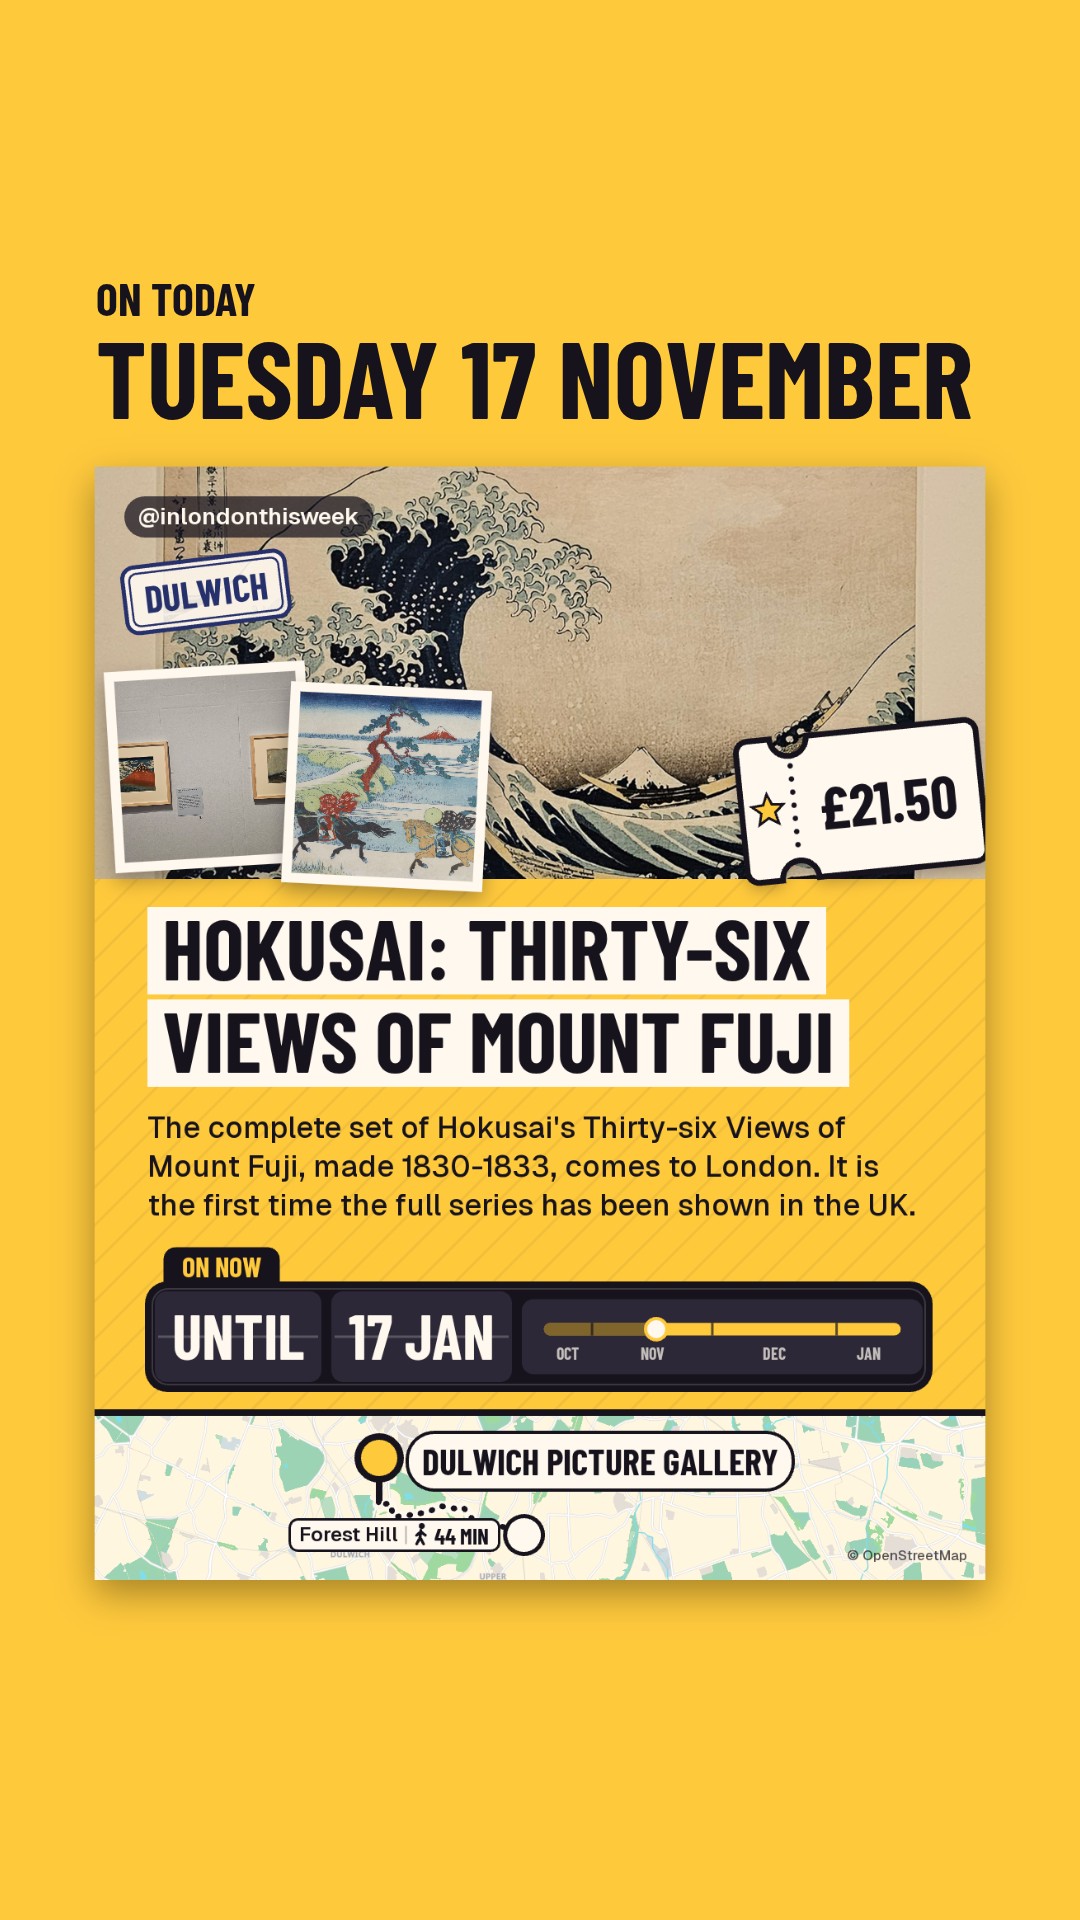 ON TODAY
TUESDAY 17 NOVEMBER
@inlondonthisweek
DULWICH
£21.50
HOKUSAI: THIRTY-SIX
VIEWS OF MOUNT FUJI
The complete set of Hokusai's Thirty-six Views of
Mount Fuji, made 1830-1833, comes to London. It is
the first time the full series has been shown in the UK.
ON NOW
UNTIL 17 JAN
OCT NOV DEC JAN
DULWICH PICTURE GALLERY
Forest Hill 44 MIN
DULWICH
© OpenStreetMap
UPPER